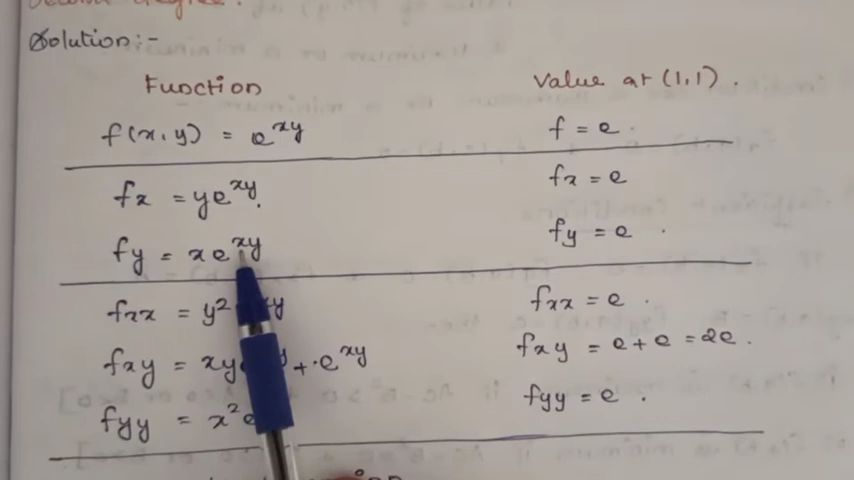 Solution:-
Function Value at (1,1).
f(x,y) = e^xy f = e.
fx = ye^xy. fx = e
fy = xe^xy fy = e .
fxx = y² fxx = e .
fxy = xy + .e^xy fxy = e + e = 2e .
fyy = x²e fyy = e .